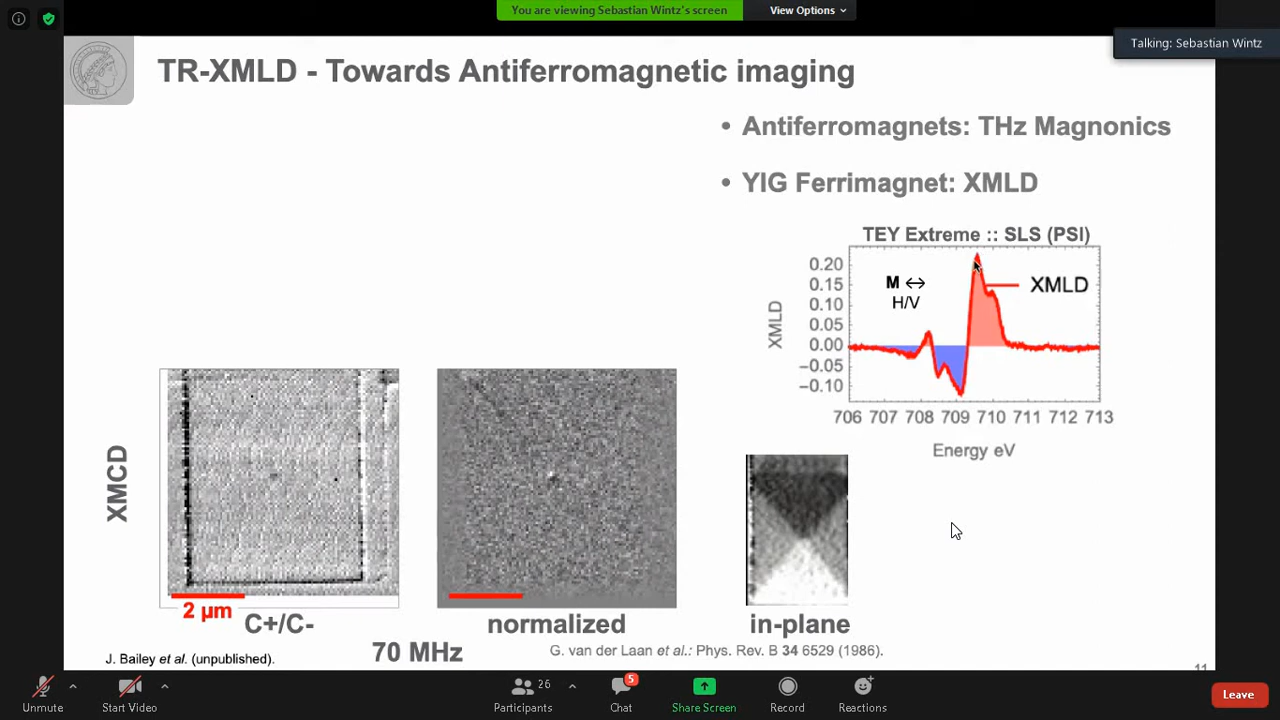 You are viewing Sebastian Wintz's screen
View Options
Talking: Sebastian Wintz
TR-XMLD - Towards Antiferromagnetic imaging
• Antiferromagnets: THz Magnonics
• YIG Ferrimagnet: XMLD
TEY Extreme :: SLS (PSI)
XMLD
0.20
0.15
0.10
0.05
0.00
−0.05
−0.10
M ↔
H/V
XMLD
706 707 708 709 710 711 712 713
Energy eV
XMCD
2 µm
C+/C-
normalized
in-plane
70 MHz
G. van der Laan et al.: Phys. Rev. B 34 6529 (1986).
J. Bailey et al. (unpublished).
11
Unmute
Start Video
26
Participants
5
Chat
Share Screen
Record
Reactions
Leave